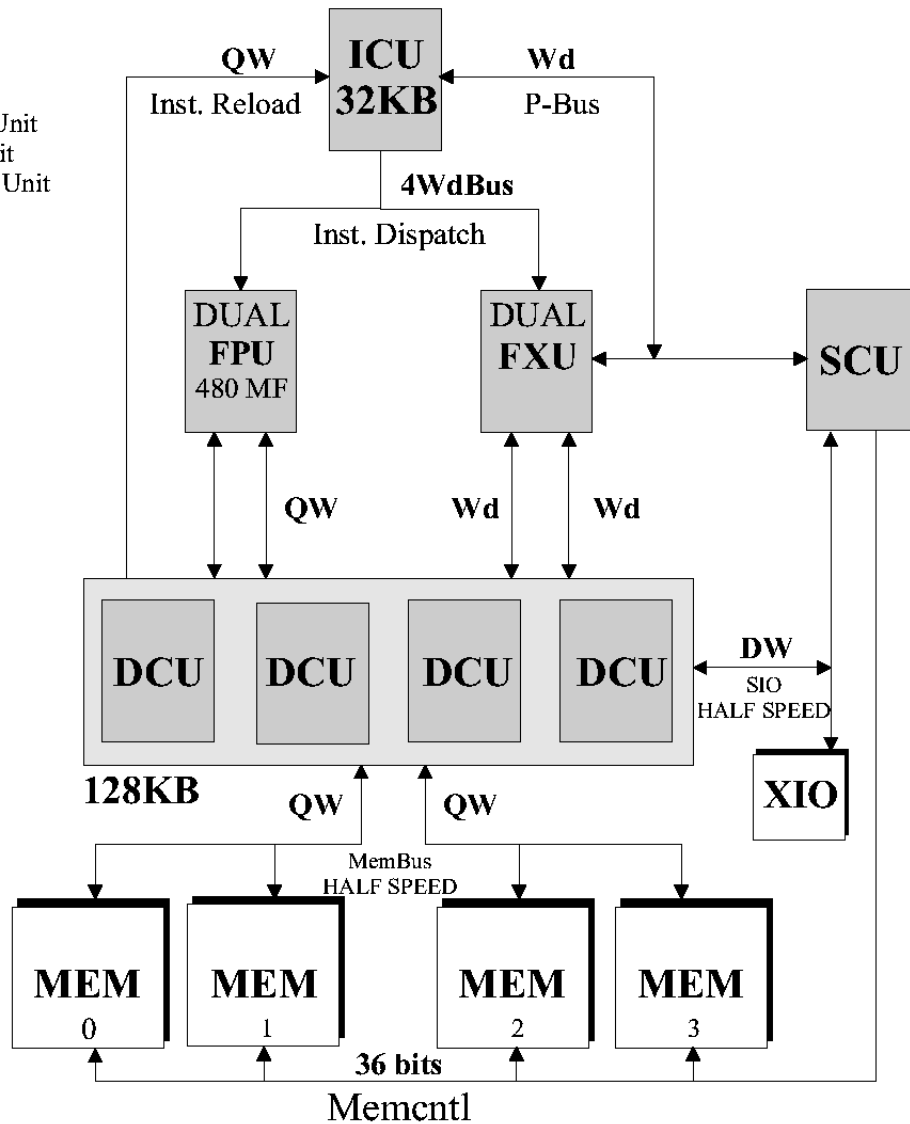 QW
ICU
32KB
Wd
Inst. Reload
P-Bus
Unit
it
Unit
4WdBus
Inst. Dispatch
DUAL
FPU
480 MF
DUAL
FXU
SCU
QW
Wd
Wd
DCU
DCU
DCU
DCU
DW
SIO
HALF SPEED
128KB
QW
QW
XIO
MemBus
HALF SPEED
MEM
0
MEM
1
MEM
2
MEM
3
36 bits
Memcntl